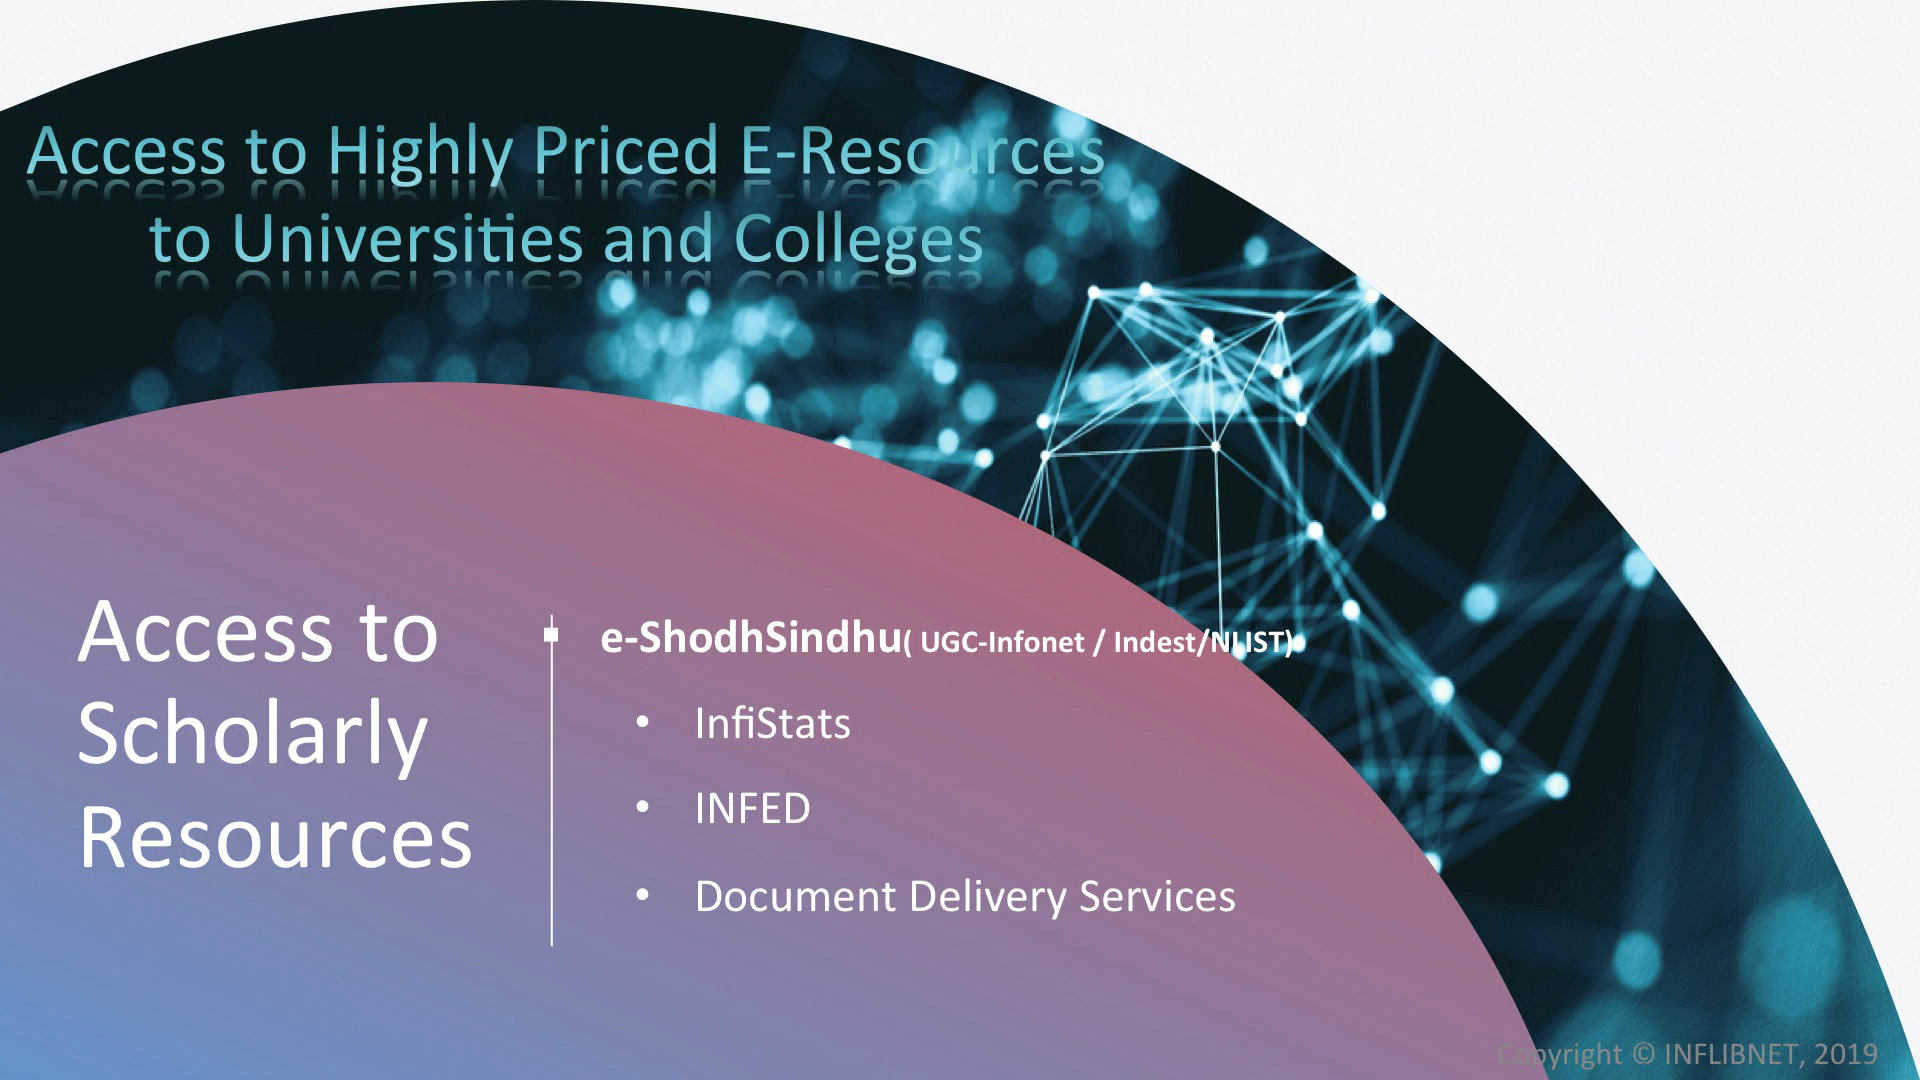 Access to Highly Priced E-Resources
to Universities and Colleges
Access to
Scholarly
Resources
▪ e-ShodhSindhu( UGC-Infonet / Indest/NLIST)
• InfiStats
• INFED
• Document Delivery Services
Copyright © INFLIBNET, 2019